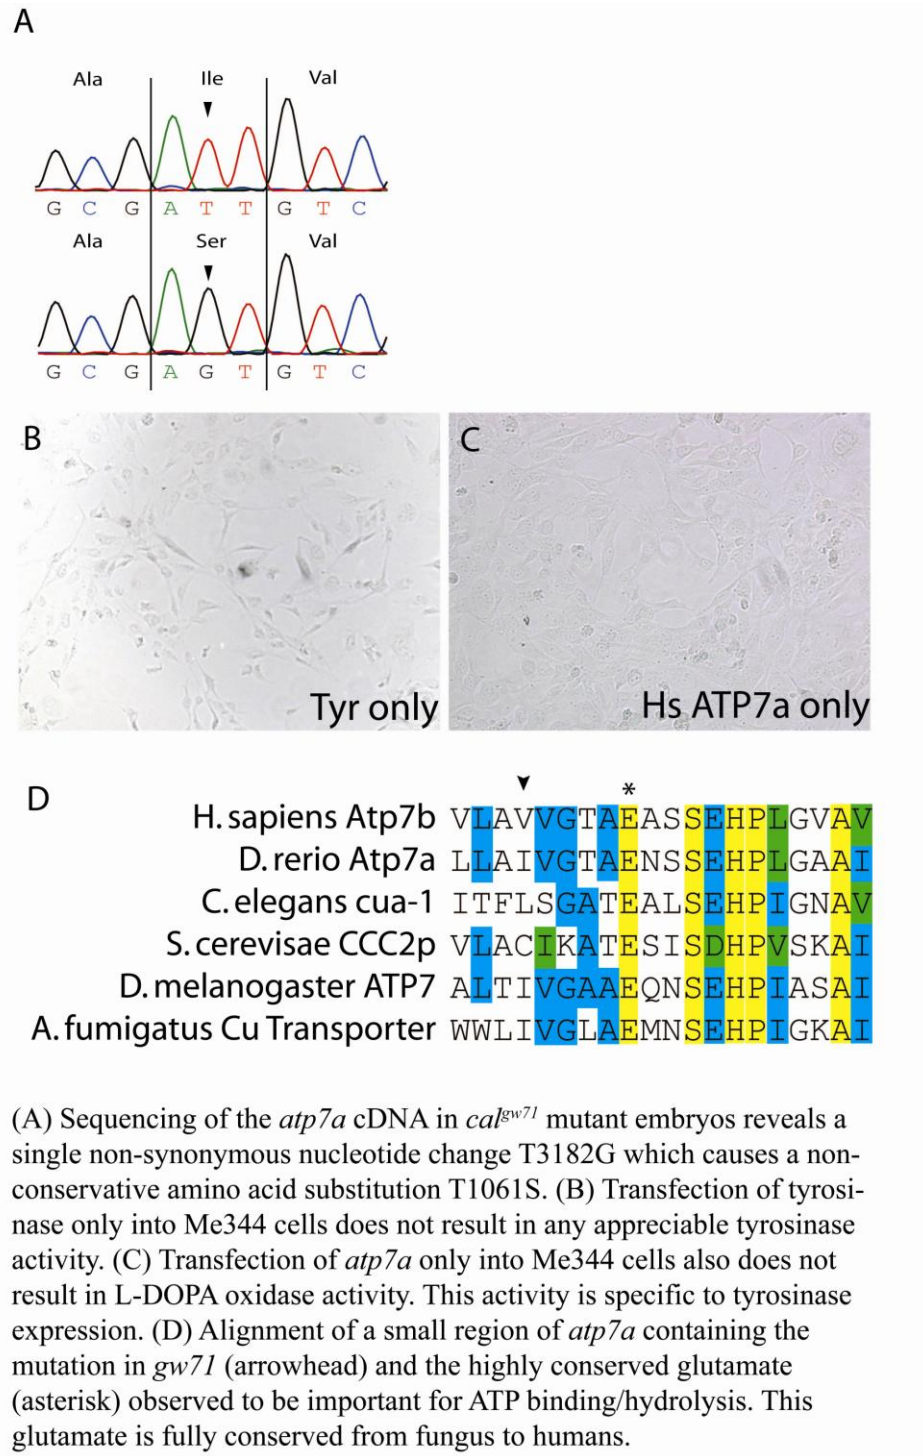 A
Ala Ile Val
G C G A T T G T C
Ala Ser Val
G C G A G T G T C
B
Tyr only
C
Hs ATP7a only
D
*
H. sapiens Atp7b VLAVVGTAEASSEHPLGVAV
D. rerio Atp7a LLAIVGTAENSSEHPLGAAI
C. elegans cua-1 ITFLSGATEALSEHPIGNAV
S. cerevisae CCC2p VLACIKATESISDHPVSKAI
D. melanogaster ATP7 ALTIVGAAEQNSEHPIASAI
A. fumigatus Cu Transporter WWLIVGLAEMNSEHPIGKAI
(A) Sequencing of the atp7a cDNA in cal^gw71 mutant embryos reveals a
single non-synonymous nucleotide change T3182G which causes a non-
conservative amino acid substitution T1061S. (B) Transfection of tyrosi-
nase only into Me344 cells does not result in any appreciable tyrosinase
activity. (C) Transfection of atp7a only into Me344 cells also does not
result in L-DOPA oxidase activity. This activity is specific to tyrosinase
expression. (D) Alignment of a small region of atp7a containing the
mutation in gw71 (arrowhead) and the highly conserved glutamate
(asterisk) observed to be important for ATP binding/hydrolysis. This
glutamate is fully conserved from fungus to humans.